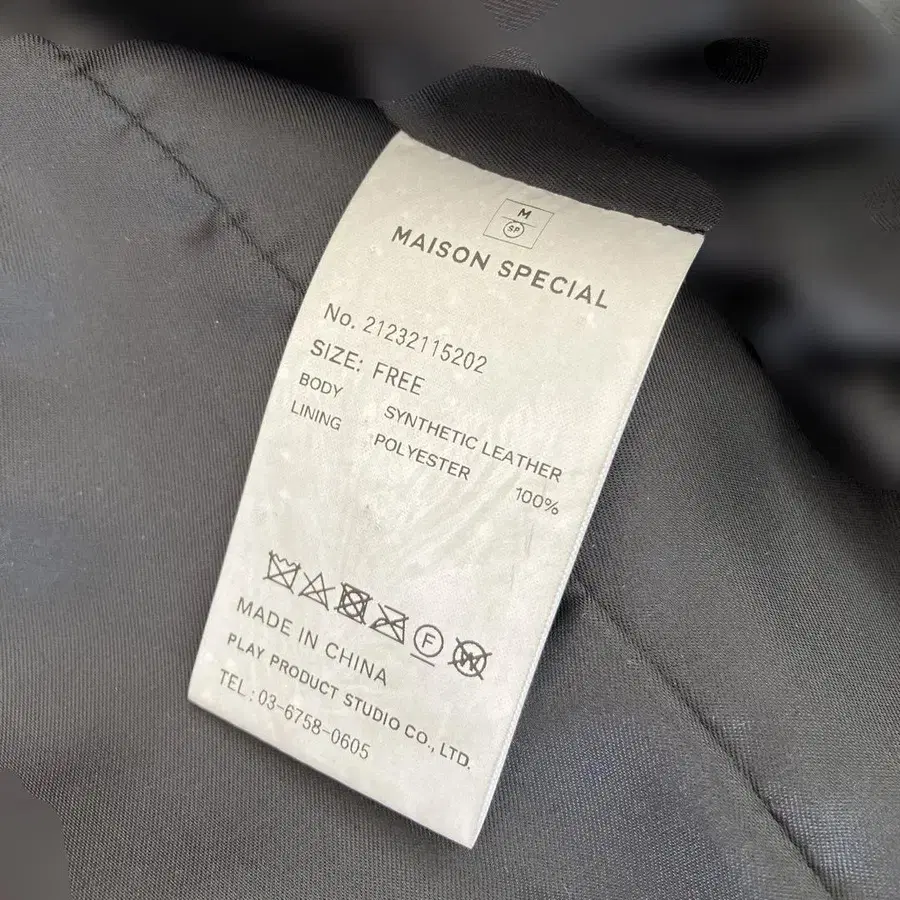 M
SP
MAISON SPECIAL
No. 21232115202
SIZE: FREE
BODY SYNTHETIC LEATHER
LINING POLYESTER 100%
F
W
MADE IN CHINA
PLAY PRODUCT STUDIO CO., LTD.
TEL : 03-6758-0605